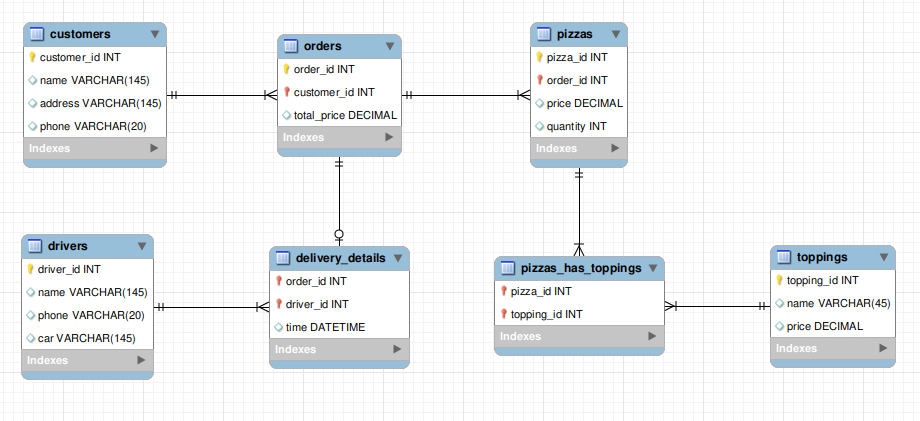 customers
customer_id INT
name VARCHAR(145)
address VARCHAR(145)
phone VARCHAR(20)
Indexes
orders
order_id INT
customer_id INT
total_price DECIMAL
Indexes
pizzas
pizza_id INT
order_id INT
price DECIMAL
quantity INT
Indexes
drivers
driver_id INT
name VARCHAR(145)
phone VARCHAR(20)
car VARCHAR(145)
Indexes
delivery_details
order_id INT
driver_id INT
time DATETIME
Indexes
pizzas_has_toppings
pizza_id INT
topping_id INT
Indexes
toppings
topping_id INT
name VARCHAR(45)
price DECIMAL
Indexes